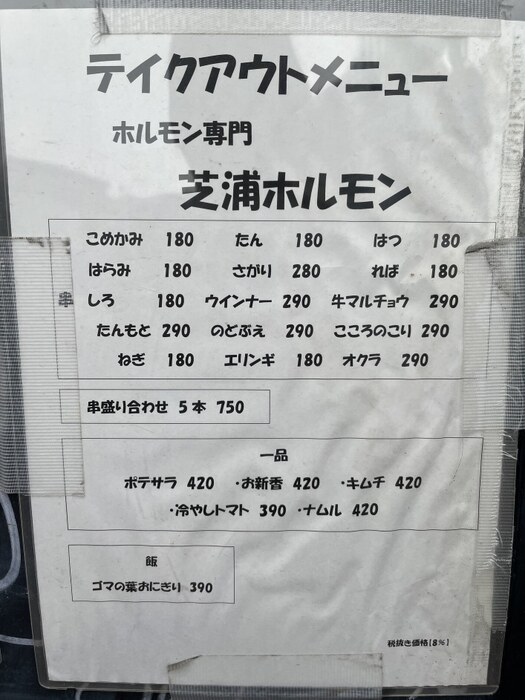 テイクアウトメニュー
ホルモン専門
芝浦ホルモン
こめかみ 180 たん 180 はつ 180
はらみ 180 さがり 280 れば 180
串 しろ 180 ウインナー 290 牛マルチョウ 290
たんもと 290 のどぶえ 290 こころのこり 290
ねぎ 180 エリンギ 180 オクラ 290
串盛り合わせ 5本 750
一品
ポテサラ 420 ・お新香 420 ・キムチ 420
・冷やしトマト 390 ・ナムル 420
飯
ゴマの葉おにぎり 390
税抜き価格(8%)